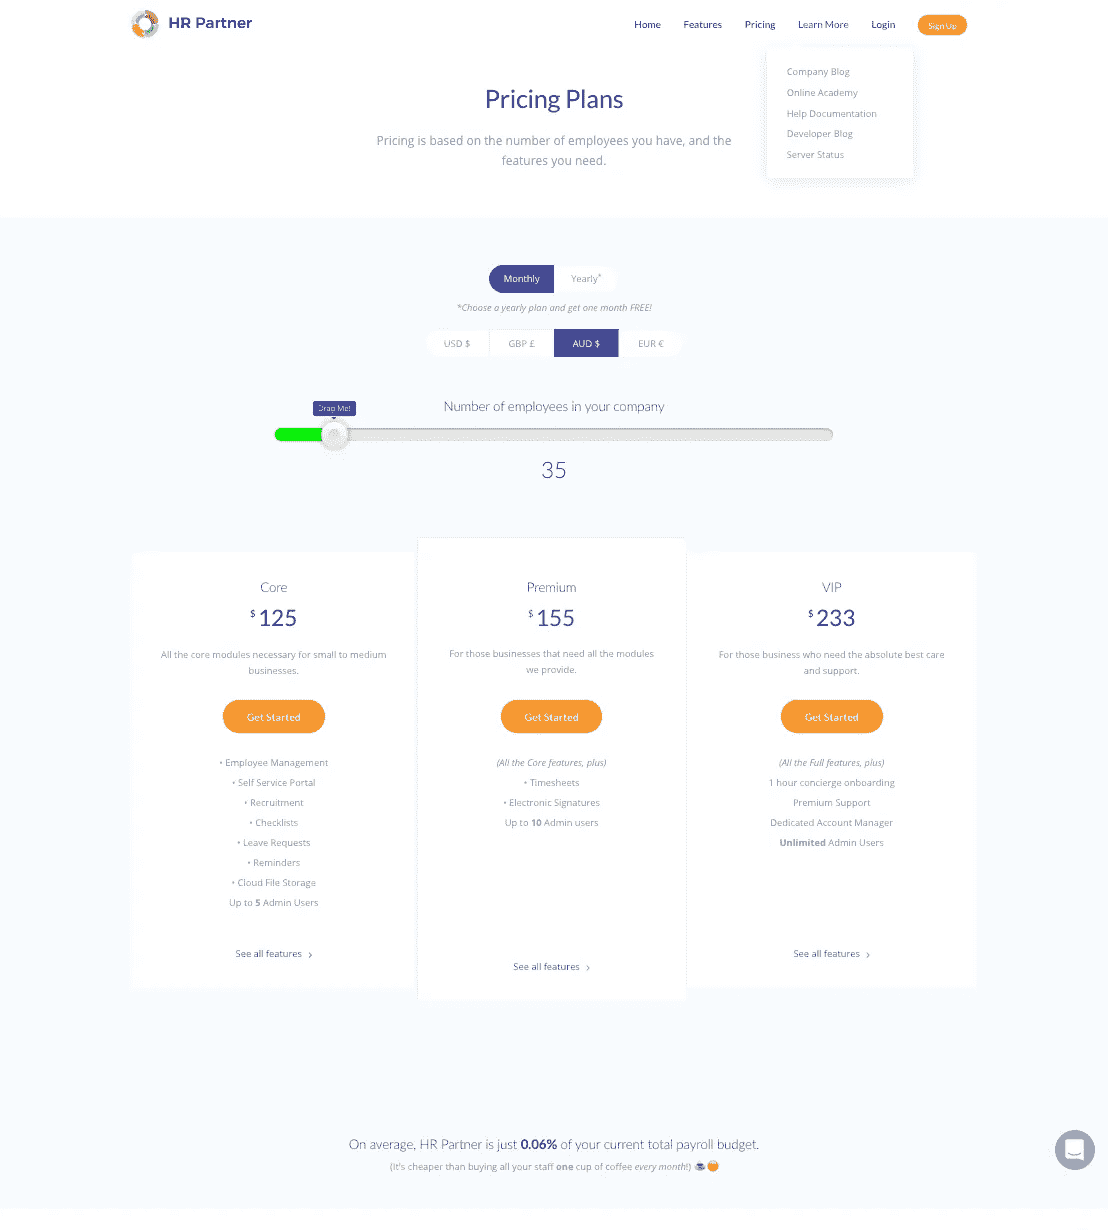 HR Partner
Home Features Pricing Learn More Login Sign Up
Company Blog
Online Academy
Help Documentation
Developer Blog
Server Status
Pricing Plans
Pricing is based on the number of employees you have, and the
features you need.
Monthly Yearly*
*Choose a yearly plan and get one month FREE!
USD $ GBP £ AUD $ EUR €
Number of employees in your company
Drag Me!
35
Core
$ 125
All the core modules necessary for small to medium
businesses.
Get Started
• Employee Management
• Self Service Portal
• Recruitment
• Checklists
• Leave Requests
• Reminders
• Cloud File Storage
Up to 5 Admin Users
See all features ›
Premium
$ 155
For those businesses that need all the modules
we provide.
Get Started
(All the Core features, plus)
• Timesheets
• Electronic Signatures
Up to 10 Admin users
See all features ›
VIP
$ 233
For those business who need the absolute best care
and support.
Get Started
(All the Full features, plus)
1 hour concierge onboarding
Premium Support
Dedicated Account Manager
Unlimited Admin Users
See all features ›
On average, HR Partner is just 0.06% of your current total payroll budget.
(It's cheaper than buying all your staff one cup of coffee every month!)